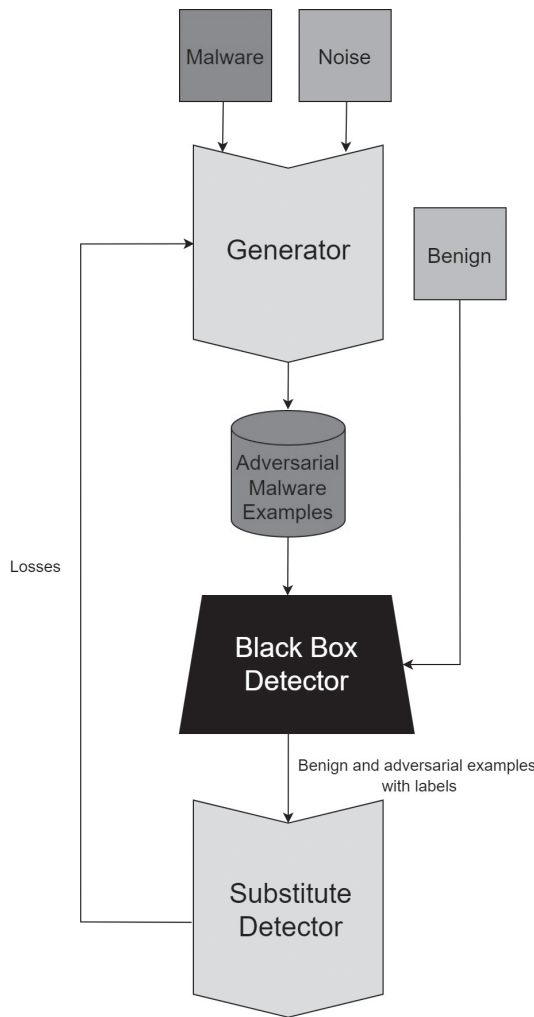 Malware
Noise
Generator
Benign
Adversarial
Malware
Examples
Losses
Black Box
Detector
Benign and adversarial examples
with labels
Substitute
Detector